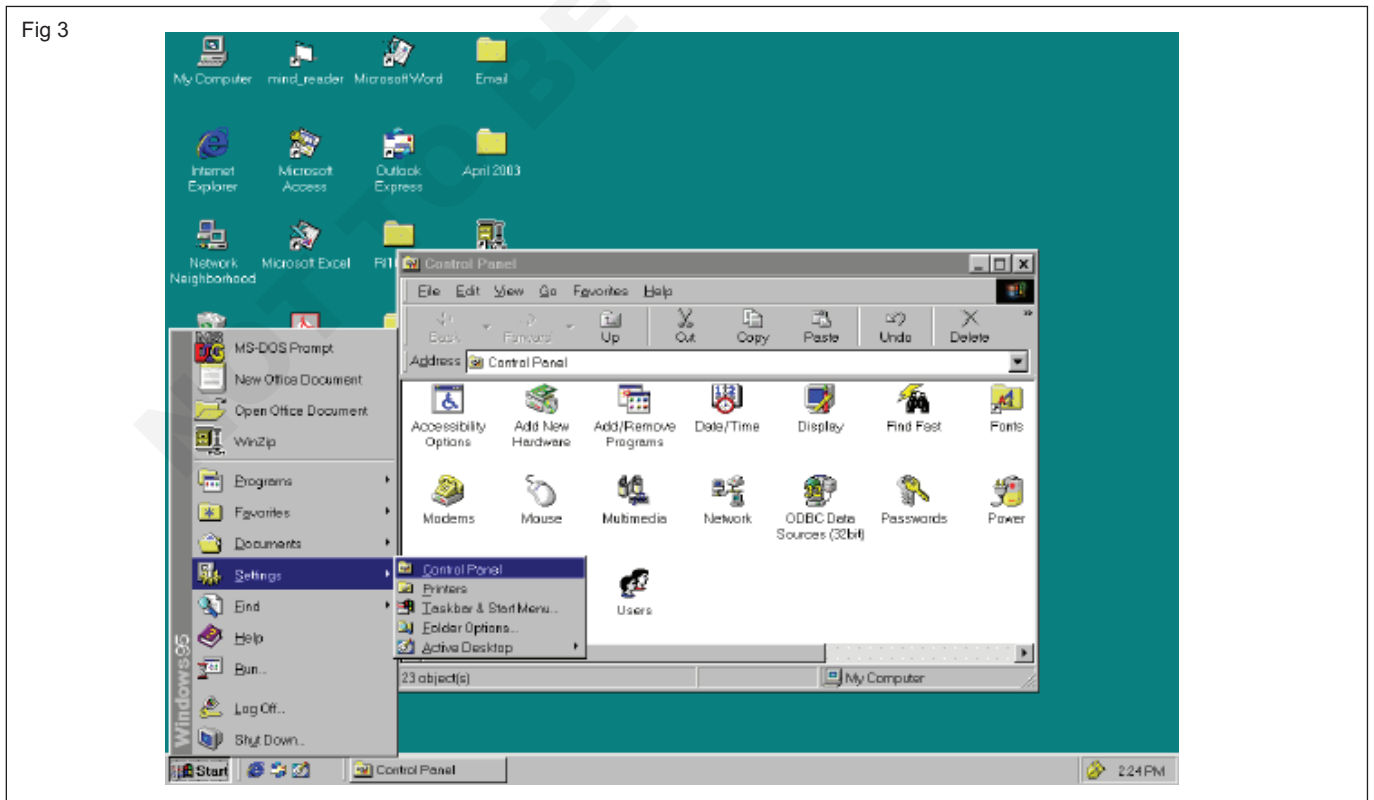 Fig 3
NOT TO BE
My Computer mind_reader Microsoft Word Email
Internet Explorer
Microsoft Access
Outlook Express
April 2003
Network Neighborhood
Microsoft Excel
Control Panel
File Edit View Go Favorites Help
Back Forward Up Cut Copy Paste Undo Delete
Address Control Panel
Accessibility Options
Add New Hardware
Add/Remove Programs
Date/Time
Display
Find Fast
Fonts
Modems
Mouse
Multimedia
Network
ODBC Data Sources (32bit)
Passwords
Power
Users
23 object(s)
My Computer
MS-DOS Prompt
New Office Document
Open Office Document
WinZip
Programs
Favorites
Documents
Settings
Find
Help
Run...
Log Off...
Shut Down...
Windows95
Control Panel
Printers
Taskbar & Start Menu...
Folder Options...
Active Desktop
Start
Control Panel
2:24 PM